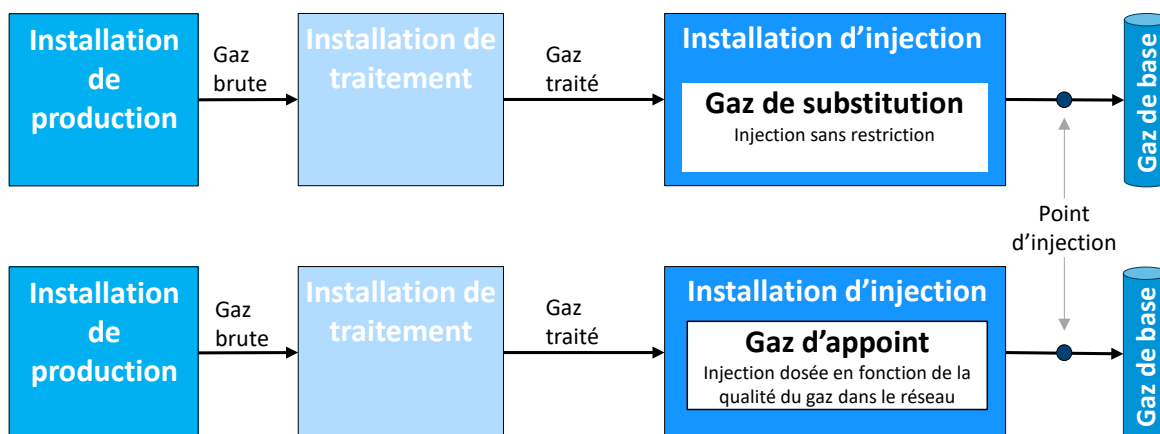 Installation
de
production
Gaz
brute
Installation de
traitement
Gaz
traité
Installation d’injection
Gaz de substitution
Injection sans restriction
Gaz de base
Point
d’injection
Installation
de
production
Gaz
brute
Installation de
traitement
Gaz
traité
Installation d’injection
Gaz d’appoint
Injection dosée en fonction de la
qualité du gaz dans le réseau
Gaz de base